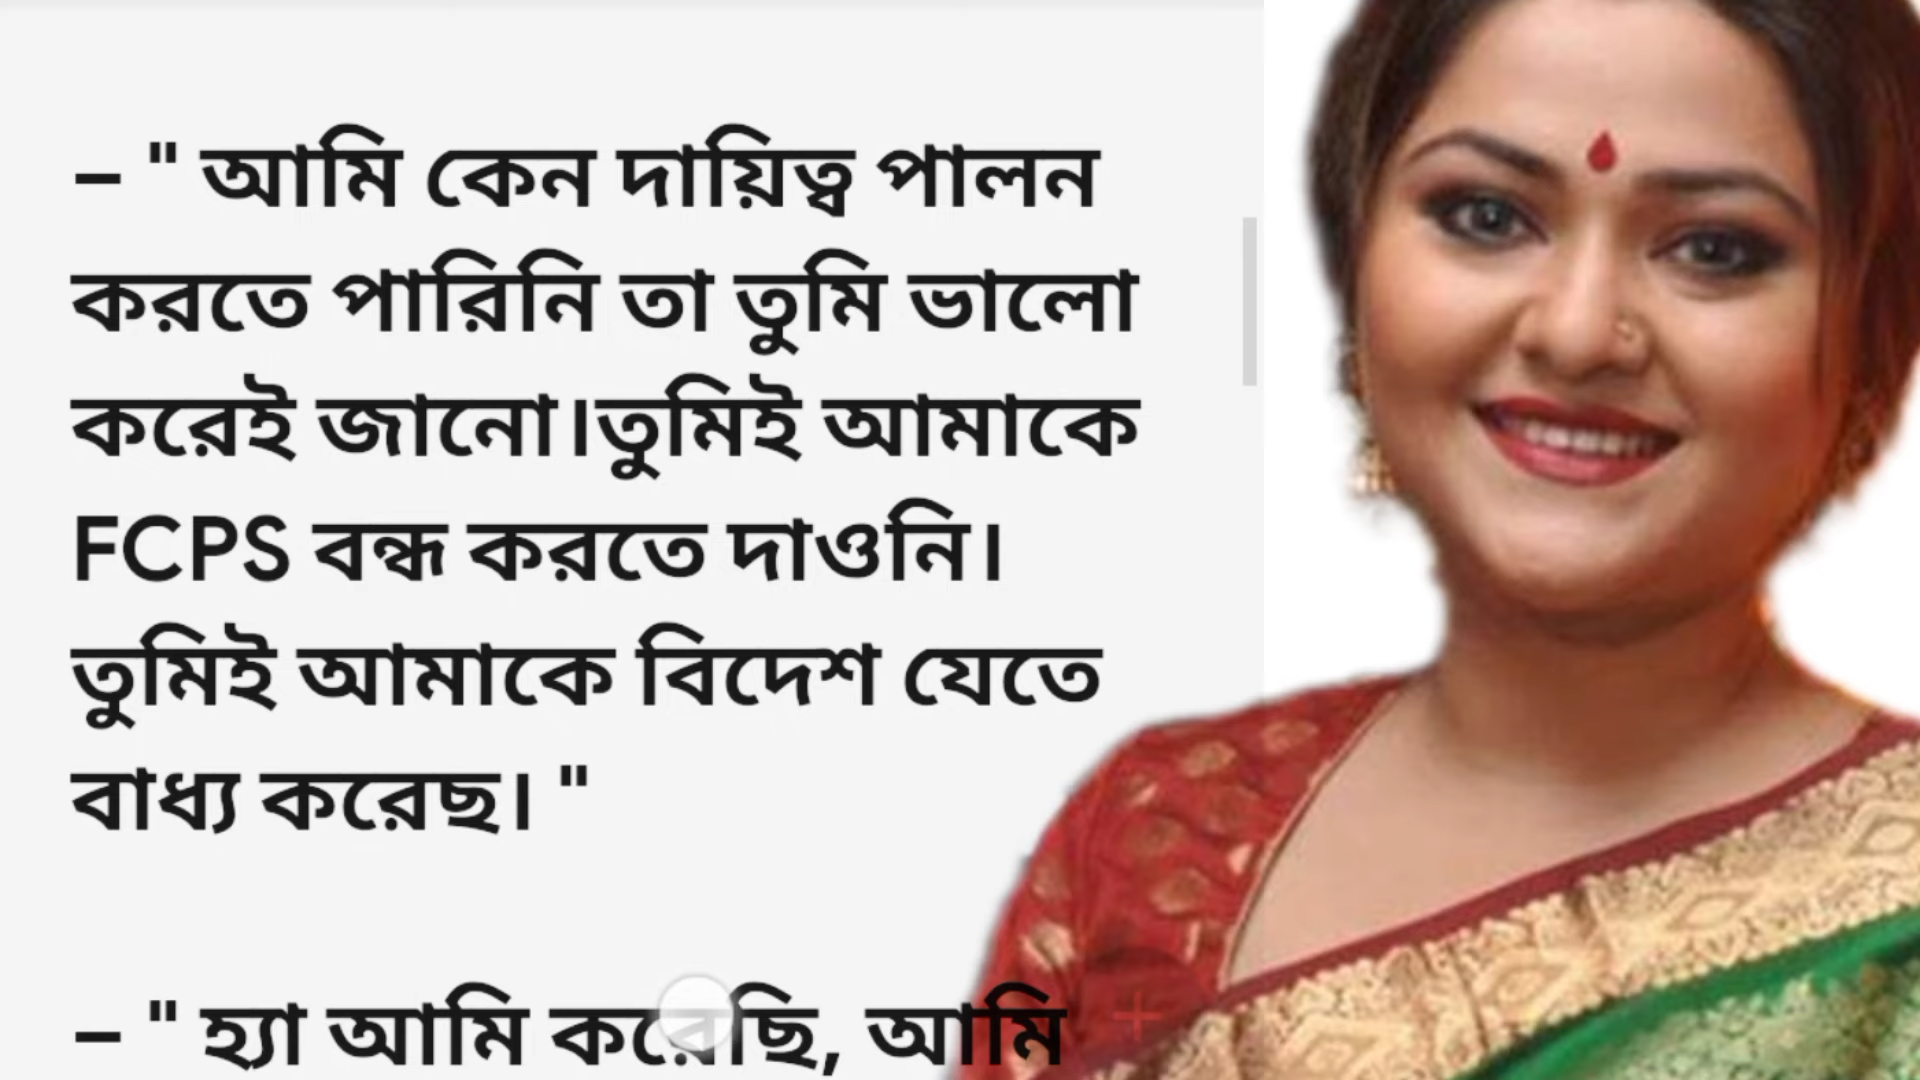 – " আমি কেন দায়িত্ব পালন
করতে পারিনি তা তুমি ভালো
করেই জানো।তুমিই আমাকে
FCPS বন্ধ করতে দাওনি।
তুমিই আমাকে বিদেশ যেতে
বাধ্য করেছ। "
– " হ্যা আমি করেছি, আমি